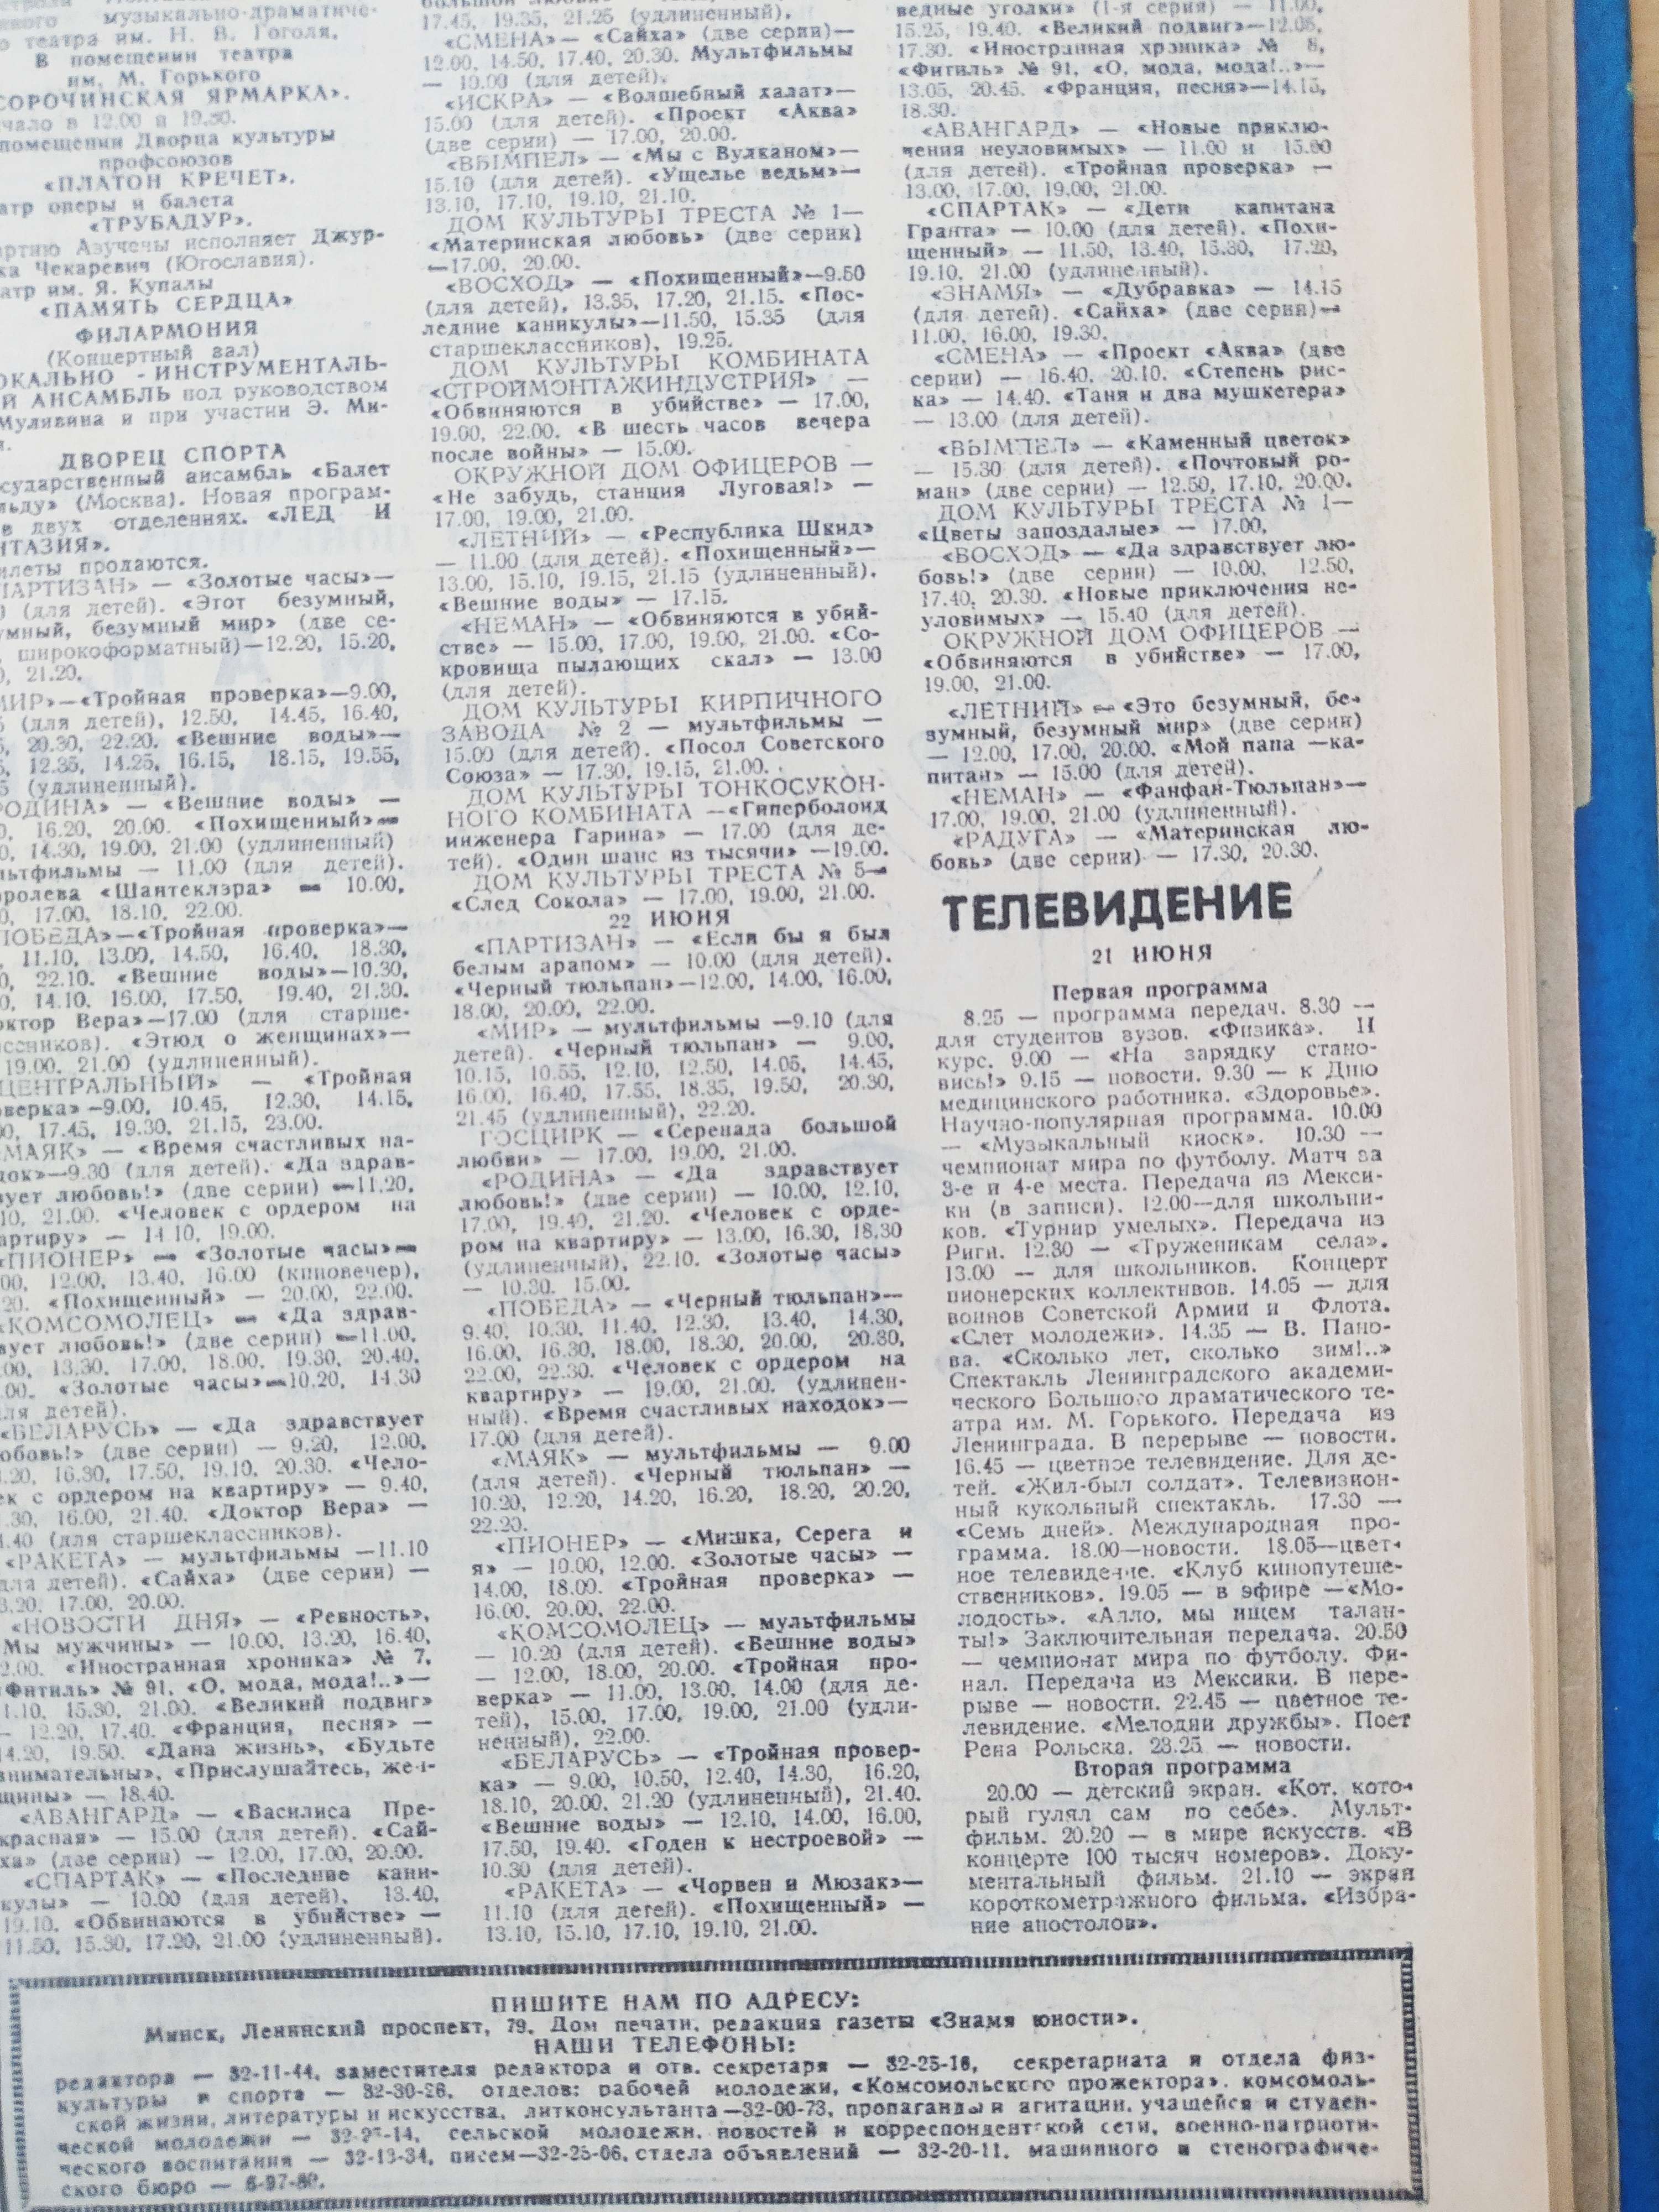 музыкально-драматиче-
о театра им. Н. В. Гоголя.
В помещении театра
им. М. Горького
СОРОЧИНСКАЯ ЯРМАРКА».
чало в 12.00 и 19.30.
помещении Дворца культуры
профсоюзов
«ПЛАТОН КРЕЧЕТ».
атр оперы и балета
«ТРУБАДУР».
артию Азучены исполняет Джур-
ка Чекаревич (Югославия).
атр им. Я. Купалы
«ПАМЯТЬ СЕРДЦА»
ФИЛАРМОНИЯ
(Концертный зал)
ОКАЛЬНО - ИНСТРУМЕНТАЛЬ-
Й АНСАМБЛЬ под руководством
Мулявина и при участии Э. Ми-
ДВОРЕЦ СПОРТА
сударственный ансамбль «Балет
льду» (Москва). Новая програм-
в двух отделениях. «ЛЕД И
НТАЗИЯ».
илеты продаются.
ПАРТИЗАН» — «Золотые часы»—
0 (для детей). «Этот безумный,
умный, безумный мир» (две се-
широкоформатный)—12.20, 15.20,
0, 21.20.
МИР»—«Тройная проверка»—9.00,
5 (для детей), 12.50, 14.45, 16.40,
5, 20.30, 22.20. «Вешние воды»—
5, 12.35, 14.25, 16.15, 18.15, 19.55,
5 (удлиненный).
РОДИНА» — «Вешние воды» —
0, 16.20, 20.00. «Похищенный»—
0, 14.30, 19.00, 21.00 (удлиненный)
льтфильмы — 11.00 (для детей).
оролева «Шантеклэра» — 10.00,
0, 17.00, 18.10, 22.00.
ПОБЕДА»—«Тройная проверка»—
, 11.10, 13.00, 14.50, 16.40, 18.30,
0, 22.10. «Вешние воды»—10.30,
0, 14.10, 16.00, 17.50, 19.40, 21.30.
октор Вера»—17.00 (для старше-
ссников). «Этюд о женщинах»—
19.00, 21.00 (удлиненный).
ЦЕНТРАЛЬНЫЙ» — «Тройная
оверка»—9.00, 10.45, 12.30, 14.15,
00, 17.45, 19.30, 21.15, 23.00.
МАЯК» — «Время счастливых на-
док»—9.30 (для детей). «Да здрав-
вует любовь!» (две серии) —11.20,
10, 21.00. «Человек с ордером на
артиру» — 14.10, 19.00.
«ПИОНЕР» — «Золотые часы»—
00, 12.00, 13.40, 16.00 (киновечер),
20. «Похищенный» — 20.00, 22.00.
«КОМСОМОЛЕЦ» — «Да здрав-
вует любовь!» (две серии) —11.00,
00, 13.30, 17.00, 18.00, 19.30, 20.40,
.00. «Золотые часы»—10.20, 14.30
для детей).
«БЕЛАРУСЬ» — «Да здравствует
юбовь!» (две серии) — 9.20, 12.00,
.20, 16.30, 17.50, 19.10, 20.30. «Чело-
ек с ордером на квартиру» — 9.40,
.30, 16.00, 21.40. «Доктор Вера» —
.40 (для старшеклассников).
«РАКЕТА» — мультфильмы —11.10
для детей). «Сайха» (две серии) —
3.20, 17.00, 20.00.
«НОВОСТИ ДНЯ» — «Ревность»,
Мы мужчины» — 10.00, 13.20, 16.40,
2.00. «Иностранная хроника» № 7,
Фитиль» № 91, «О, мода, мода!..»—
1.10, 15.30, 21.00. «Великий подвиг»
— 12.20, 17.40. «Франция, песня» —
14.20, 19.50. «Дана жизнь», «Будьте
внимательны», «Прислушайтесь, жен-
щины» — 18.40.
«АВАНГАРД» — «Василиса Пре-
красная» — 15.00 (для детей). «Сай-
ха» (две серии) — 12.00, 17.00, 20.00.
«СПАРТАК» — «Последние кани-
кулы» — 10.00 (для детей), 13.40,
19.10. «Обвиняются в убийстве» —
11.50, 15.30, 17.20, 21.00 (удлиненный).
17.45, 19.35, 21.25 (удлиненный).
«СМЕНА»— «Сайха» (две серии)—
12.00, 14.50, 17.40, 20.30. Мультфильмы
— 10.00 (для детей).
«ИСКРА» — «Волшебный халат»—
15.00 (для детей). «Проект «Аква»
(две серии) — 17.00, 20.00.
«ВЫМПЕЛ» — «Мы с Вулканом»—
15.10 (для детей). «Ущелье ведьм»—
13.10, 17.10, 19.10, 21.10.
ДОМ КУЛЬТУРЫ ТРЕСТА № 1—
«Материнская любовь» (две серии)
—17.00, 20.00.
«ВОСХОД» — «Похищенный»—9.50
(для детей), 13.35, 17.20, 21.15. «Пос-
ледние каникулы»—11.50, 15.35 (для
старшеклассников), 19.25.
ДОМ КУЛЬТУРЫ КОМБИНАТА
«СТРОЙМОНТАЖИНДУСТРИЯ» —
«Обвиняются в убийстве» — 17.00,
19.00, 22.00. «В шесть часов вечера
после войны» — 15.00.
ОКРУЖНОЙ ДОМ ОФИЦЕРОВ —
«Не забудь, станция Луговая!» —
17.00, 19.00, 21.00.
«ЛЕТНИЙ» — «Республика Шкид»
— 11.00 (для детей). «Похищенный»—
13.00, 15.10, 19.15, 21.15 (удлиненный).
«Вешние воды» — 17.15.
«НЕМАН» — «Обвиняются в убий-
стве» — 15.00, 17.00, 19.00, 21.00. «Со-
кровища пылающих скал» — 13.00
(для детей).
ДОМ КУЛЬТУРЫ КИРПИЧНОГО
ЗАВОДА № 2 — мультфильмы —
15.00 (для детей). «Посол Советского
Союза» — 17.30, 19.15, 21.00.
ДОМ КУЛЬТУРЫ ТОНКОСУКОН-
НОГО КОМБИНАТА —«Гиперболоид
инженера Гарина» — 17.00 (для де-
тей). «Один шанс из тысячи» —19.00.
ДОМ КУЛЬТУРЫ ТРЕСТА № 5—
«След Сокола» — 17.00, 19.00, 21.00.
22 ИЮНЯ
«ПАРТИЗАН» — «Если бы я был
белым арапом» — 10.00 (для детей).
«Черный тюльпан»—12.00, 14.00, 16.00,
18.00, 20.00, 22.00.
«МИР» — мультфильмы —9.10 (для
детей). «Черный тюльпан» — 9.00,
10.15, 10.55, 12.10, 12.50, 14.05, 14.45,
16.00, 16.40, 17.55, 18.35, 19.50, 20.30,
21.45 (удлиненный), 22.20.
ГОСЦИРК — «Серенада большой
любви» — 17.00, 19.00, 21.00.
«РОДИНА» — «Да здравствует
любовь!» (две серии) — 10.00, 12.10,
17.00, 19.40, 21.20. «Человек с орде-
ром на квартиру» — 13.00, 16.30, 18.30
(удлиненный), 22.10. «Золотые часы»
— 10.30, 15.00.
«ПОБЕДА» — «Черный тюльпан»—
9.40, 10.30, 11.40, 12.30, 13.40, 14.30,
16.00, 16.30, 18.00, 18.30, 20.00, 20.30,
22.00, 22.30. «Человек с ордером на
квартиру» — 19.00, 21.00. (удлинен-
ный). «Время счастливых находок»—
17.00 (для детей).
«МАЯК» — мультфильмы — 9.00
(для детей). «Черный тюльпан» —
10.20, 12.20, 14.20, 16.20, 18.20, 20.20,
22.20.
«ПИОНЕР» — «Мишка, Серега и
я» — 10.00, 12.00. «Золотые часы» —
14.00, 18.00. «Тройная проверка» —
16.00, 20.00, 22.00.
«КОМСОМОЛЕЦ» — мультфильмы
— 10.20 (для детей). «Вешние воды»
— 12.00, 18.00, 20.00. «Тройная про-
верка» — 11.00, 13.00, 14.00 (для де-
тей), 15.00, 17.00, 19.00, 21.00 (удли-
ненный), 22.00.
«БЕЛАРУСЬ» — «Тройная провер-
ка» — 9.00, 10.50, 12.40, 14.30, 16.20,
18.10, 20.00, 21.20 (удлиненный), 21.40.
«Вешние воды» — 12.10, 14.00, 16.00,
17.50, 19.40. «Годен к нестроевой» —
10.30 (для детей).
«РАКЕТА» — «Чорвен и Мюзак»—
11.10 (для детей). «Похищенный» —
13.10, 15.10, 17.10, 19.10, 21.00.
ведные уголки» (1-я серия) — 11.00,
15.25, 19.40. «Великий подвиг»—12.05,
17.30. «Иностранная хроника» № 8,
«Фитиль» № 91, «О, мода, мода!..»—
13.05, 20.45. «Франция, песня»—14.15,
18.30.
«АВАНГАРД» — «Новые приклю-
чения неуловимых» — 11.00 и 15.00
(для детей). «Тройная проверка» —
13.00, 17.00, 19.00, 21.00.
«СПАРТАК» — «Дети капитана
Гранта» — 10.00 (для детей). «Похи-
щенный» — 11.50, 13.40, 15.30, 17.20,
19.10, 21.00 (удлиненный).
«ЗНАМЯ» — «Дубравка» — 14.15
(для детей). «Сайха» (две серии)—
11.00, 16.00, 19.30.
«СМЕНА» — «Проект «Аква» (две
серии) — 16.40, 20.10. «Степень рис-
ка» — 14.40. «Таня и два мушкетера»
— 13.00 (для детей).
«ВЫМПЕЛ» — «Каменный цветок»
— 15.30 (для детей). «Почтовый ро-
ман» (две серии) — 12.50, 17.10, 20.00.
ДОМ КУЛЬТУРЫ ТРЕСТА № 1—
«Цветы запоздалые» — 17.00.
«ВОСХОД» — «Да здравствует лю-
бовь!» (две серии) — 10.00, 12.50,
17.40, 20.30. «Новые приключения не-
уловимых» — 15.40 (для детей).
ОКРУЖНОЙ ДОМ ОФИЦЕРОВ —
«Обвиняются в убийстве» — 17.00,
19.00, 21.00.
«ЛЕТНИЙ» — «Это безумный, бе-
зумный, безумный мир» (две серии)
— 12.00, 17.00, 20.00. «Мой папа —ка-
питан» — 15.00 (для детей).
«НЕМАН» — «Фанфан-Тюльпан»—
17.00, 19.00, 21.00 (удлиненный).
«РАДУГА» — «Материнская лю-
бовь» (две серии) — 17.30, 20.30.
ТЕЛЕВИДЕНИЕ
21 ИЮНЯ
Первая программа
8.25 — программа передач. 8.30 —
для студентов вузов. «Физика». II
курс. 9.00 — «На зарядку стано-
вись!» 9.15 — новости. 9.30 — к Дню
медицинского работника. «Здоровье».
Научно-популярная программа. 10.00
— «Музыкальный киоск». 10.30 —
чемпионат мира по футболу. Матч за
3-е и 4-е места. Передача из Мекси-
ки (в записи). 12.00—для школьни-
ков. «Турнир умелых». Передача из
Риги. 12.30 — «Труженикам села».
13.00 — для школьников. Концерт
пионерских коллективов. 14.05 — для
воинов Советской Армии и Флота.
«Слет молодежи». 14.35 — В. Пано-
ва. «Сколько лет, сколько зим!..»
Спектакль Ленинградского академи-
ческого Большого драматического те-
атра им. М. Горького. Передача из
Ленинграда. В перерыве — новости.
16.45 — цветное телевидение. Для де-
тей. «Жил-был солдат». Телевизион-
ный кукольный спектакль. 17.30 —
«Семь дней». Международная про-
грамма. 18.00—новости. 18.05—цвет-
ное телевидение. «Клуб кинопутеше-
ственников». 19.05 — в эфире —«Мо-
лодость». «Алло, мы ищем талан-
ты!» Заключительная передача. 20.50
— чемпионат мира по футболу. Фи-
нал. Передача из Мексики. В пере-
рыве — новости. 22.45 — цветное те-
левидение. «Мелодии дружбы». Поет
Рена Рольска. 23.25 — новости.
Вторая программа
20.00 — детский экран. «Кот, кото-
рый гулял сам по себе». Мульт-
фильм. 20.20 — в мире искусств. «В
концерте 100 тысяч номеров». Доку-
ментальный фильм. 21.10 — экран
короткометражного фильма. «Избра-
ние апостолов».
ПИШИТЕ НАМ ПО АДРЕСУ:
Минск, Ленинский проспект, 79. Дом печати, редакция газеты «Знамя юности».
НАШИ ТЕЛЕФОНЫ:
редактора — 32-11-44, заместителя редактора и отв. секретаря — 32-25-16, секретариата и отдела физ-
культуры и спорта — 32-30-26, отделов: рабочей молодежи, «Комсомольского прожектора», комсомоль-
ской жизни, литературы и искусства, литконсультанта—32-00-73, пропаганды и агитации, учащейся и студен-
ческой молодежи — сельской молодежи, новостей и корреспондентской сети, военно-патриоти-
ческого воспитания — 32-13-34, писем—32-25-06, отдела объявлений — 32-20-11, машинного и стенографиче-
ского бюро —